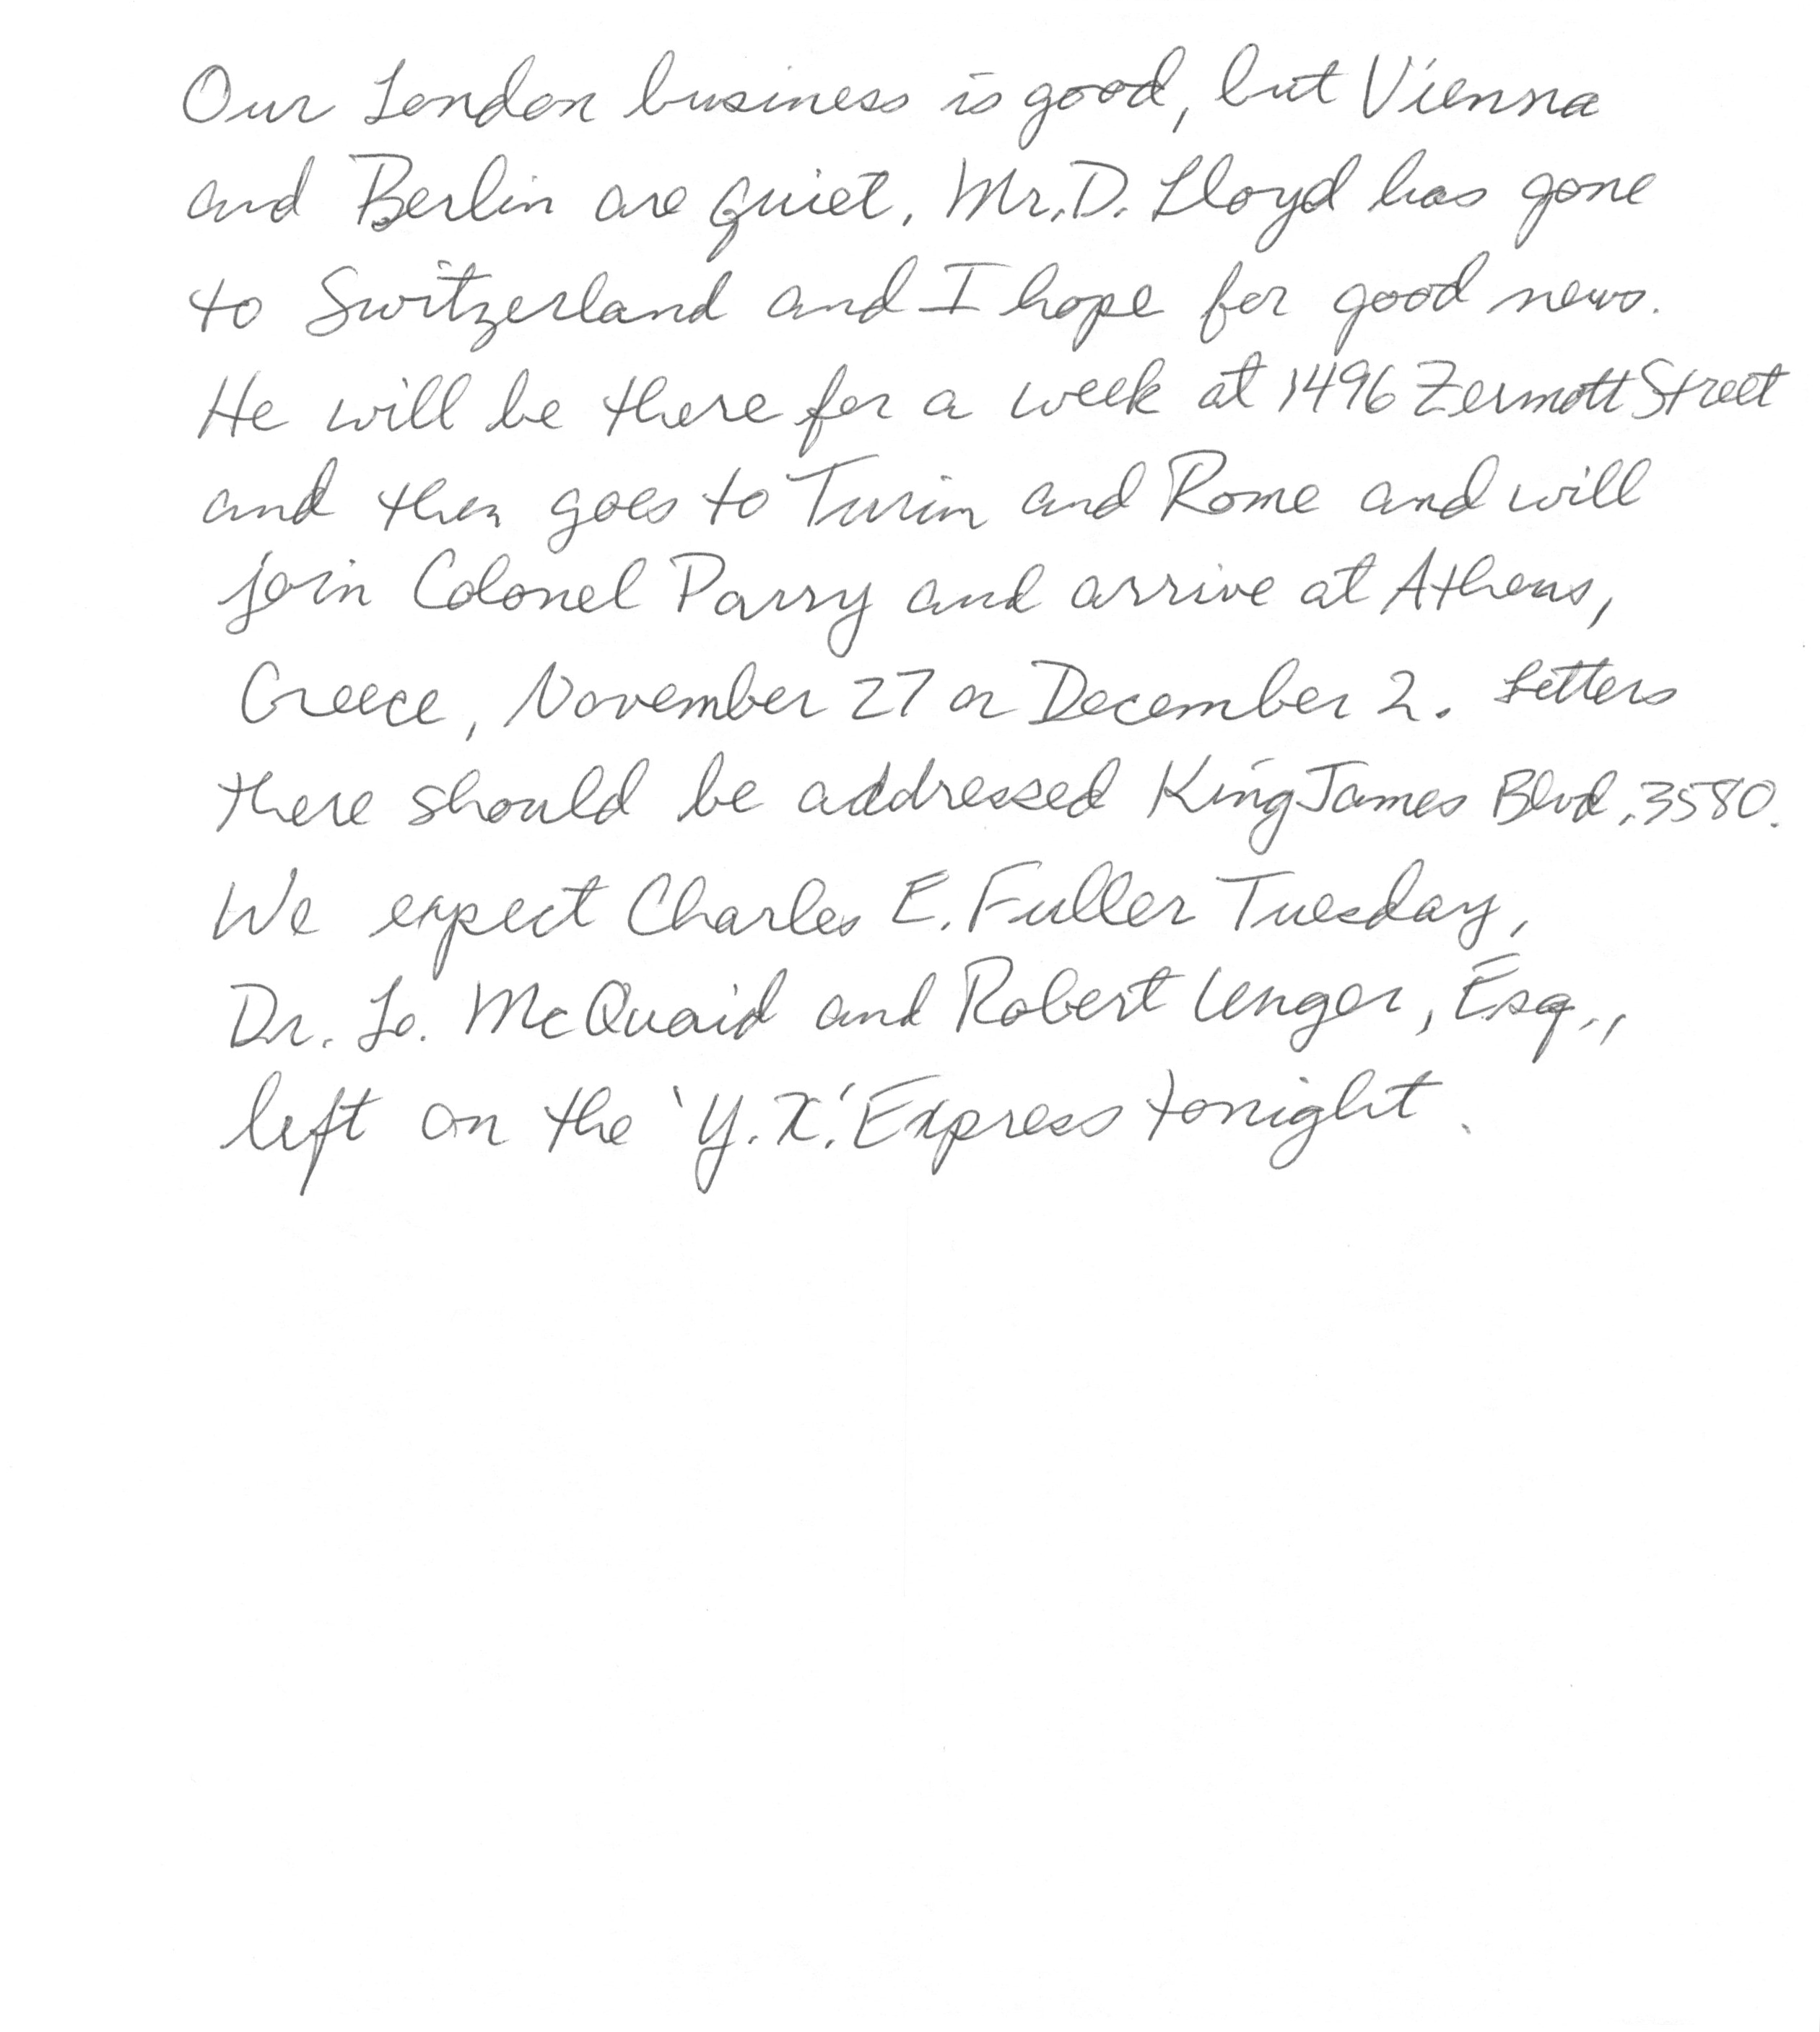 Our London business is good, but Vienna
and Berlin are quiet. Mr. D. Lloyd has gone
to Switzerland and I hope for good news.
He will be there for a week at 1496 Zermott Street
and then goes to Turin and Rome and will
join Colonel Parry and arrive at Athens,
Greece, November 27 or December 2. Letters
there should be addressed King James Blvd. 3580.
We expect Charles E. Fuller Tuesday,
Dr. L. McQuaid and Robert Unger, Esq.,
left on the 'Y.X.' Express tonight.